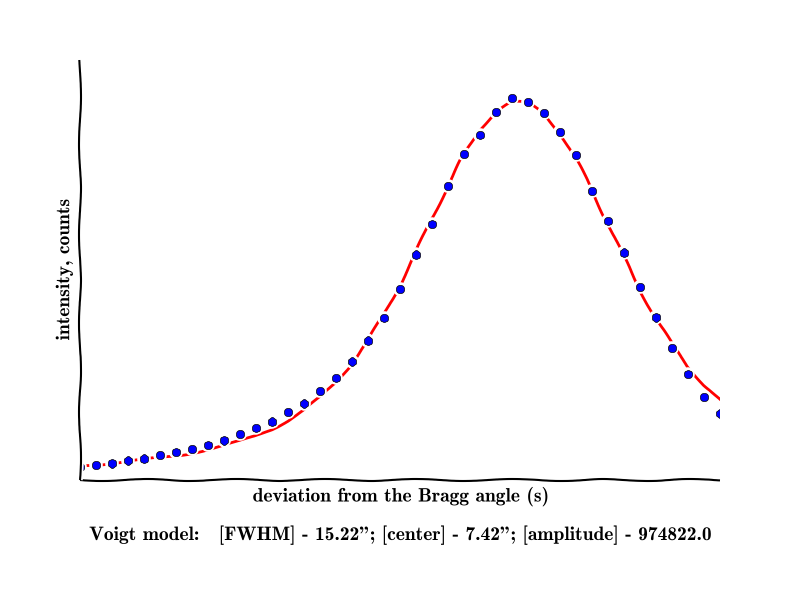 intensity, counts
deviation from the Bragg angle (s)
Voigt model: [FWHM] - 15.22”; [center] - 7.42”; [amplitude] - 974822.0